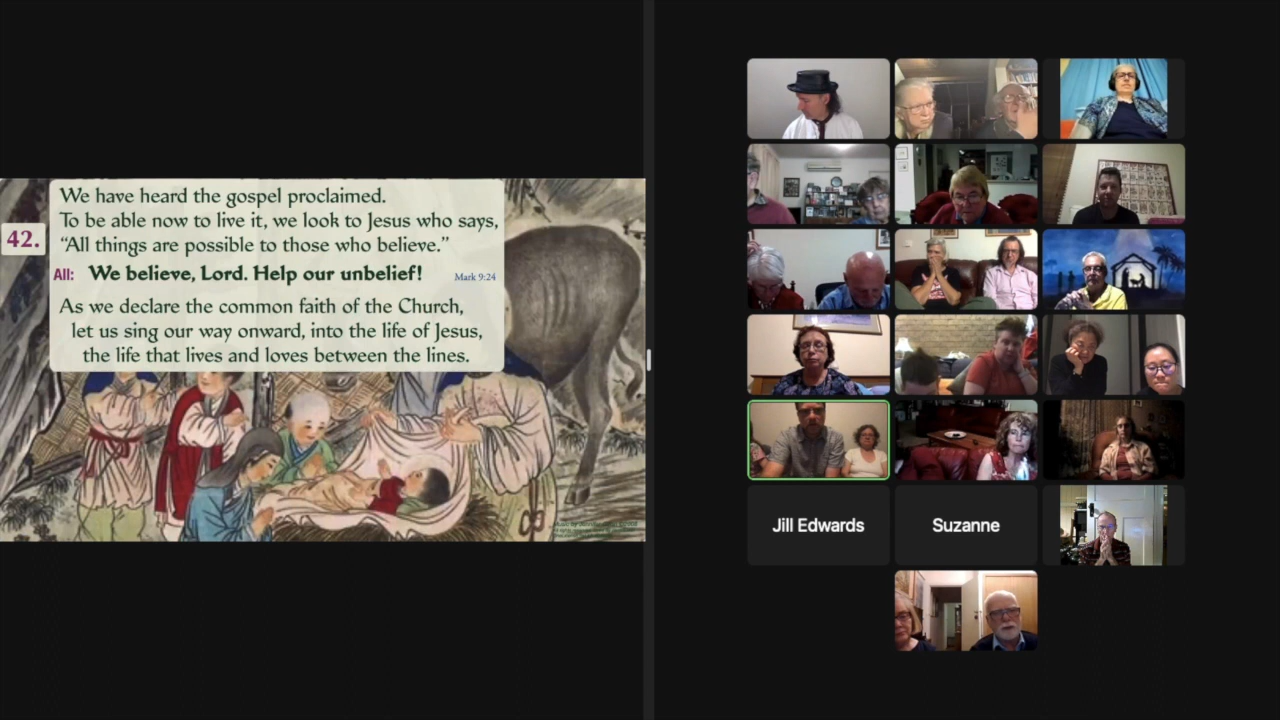 We have heard the gospel proclaimed.
To be able now to live it, we look to Jesus who says,
42.
“All things are possible to those who believe.”
All: We believe, Lord. Help our unbelief! Mark 9:24
As we declare the common faith of the Church,
let us sing our way onward, into the life of Jesus,
the life that lives and loves between the lines.
Jill Edwards
Suzanne